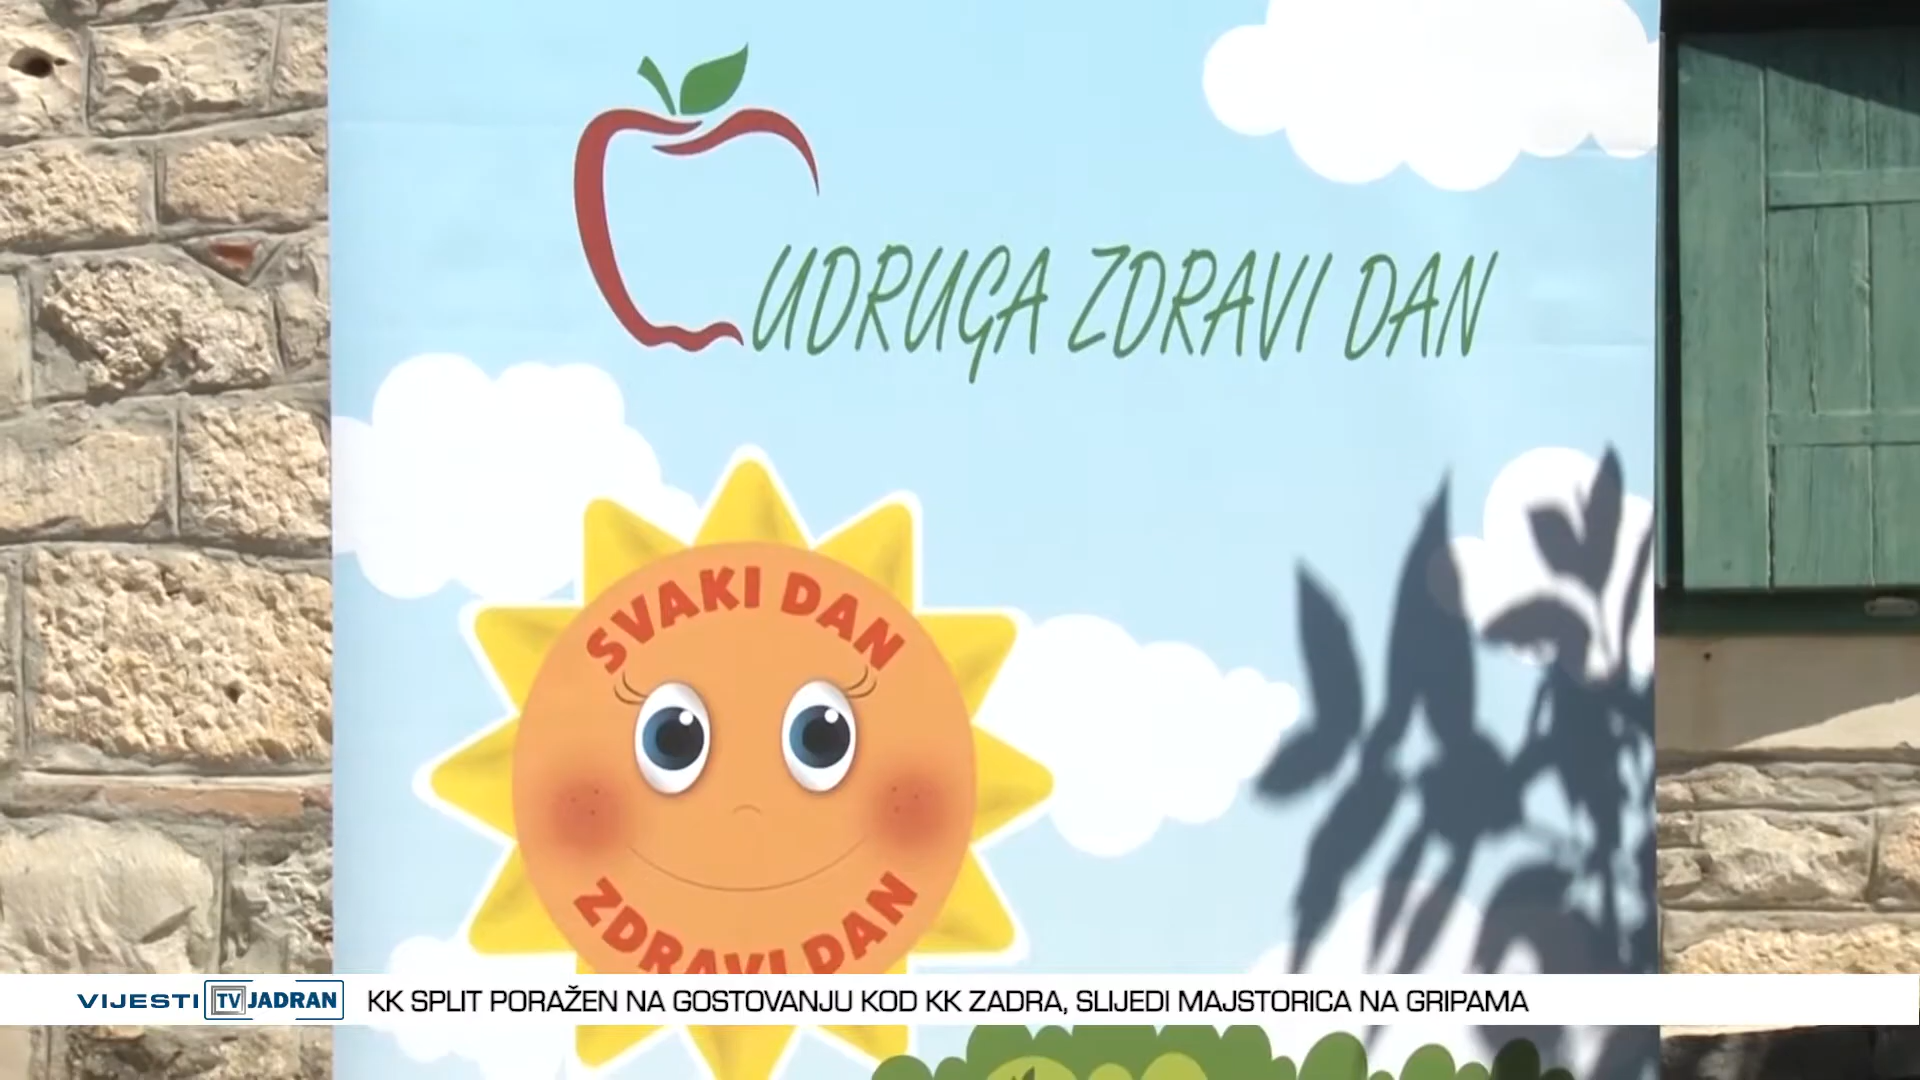 UDRUGA ZDRAVI DAN
SVAKI DAN
ZDRAVI DAN
VIJESTI TV JADRAN KK SPLIT PORAŽEN NA GOSTOVANJU KOD KK ZADRA, SLIJEDI MAJSTORICA NA GRIPAMA